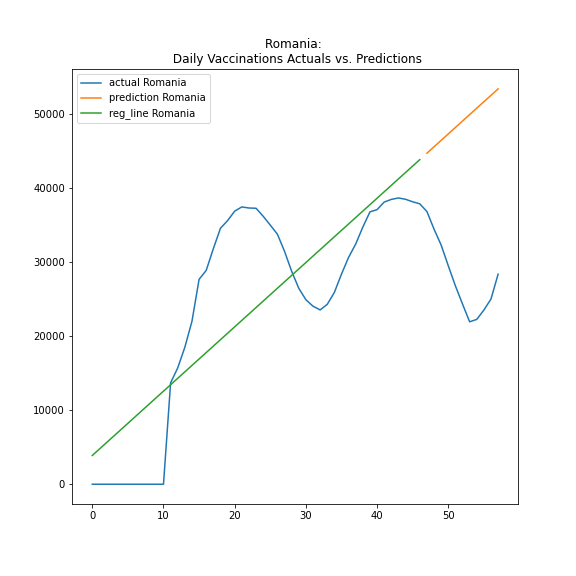 Romania:
Daily Vaccinations Actuals vs. Predictions
actual Romania
prediction Romania
reg_line Romania
50000
40000
30000
20000
10000
0
0 10 20 30 40 50